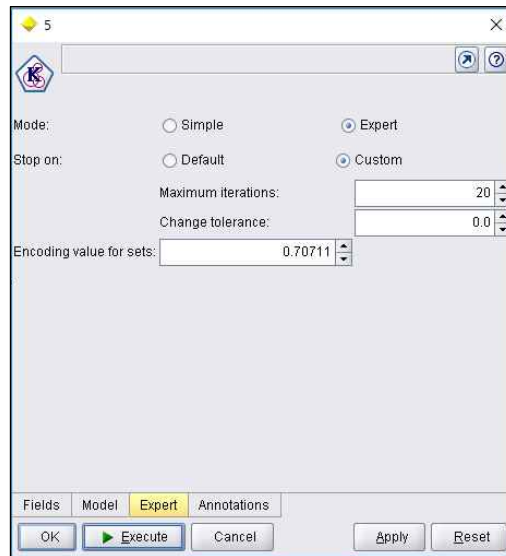 5
K
Mode: Simple Expert
Stop on: Default Custom
Maximum iterations: 20
Change tolerance: 0.0
Encoding value for sets: 0.70711
Fields Model Expert Annotations
OK Execute Cancel Apply Reset